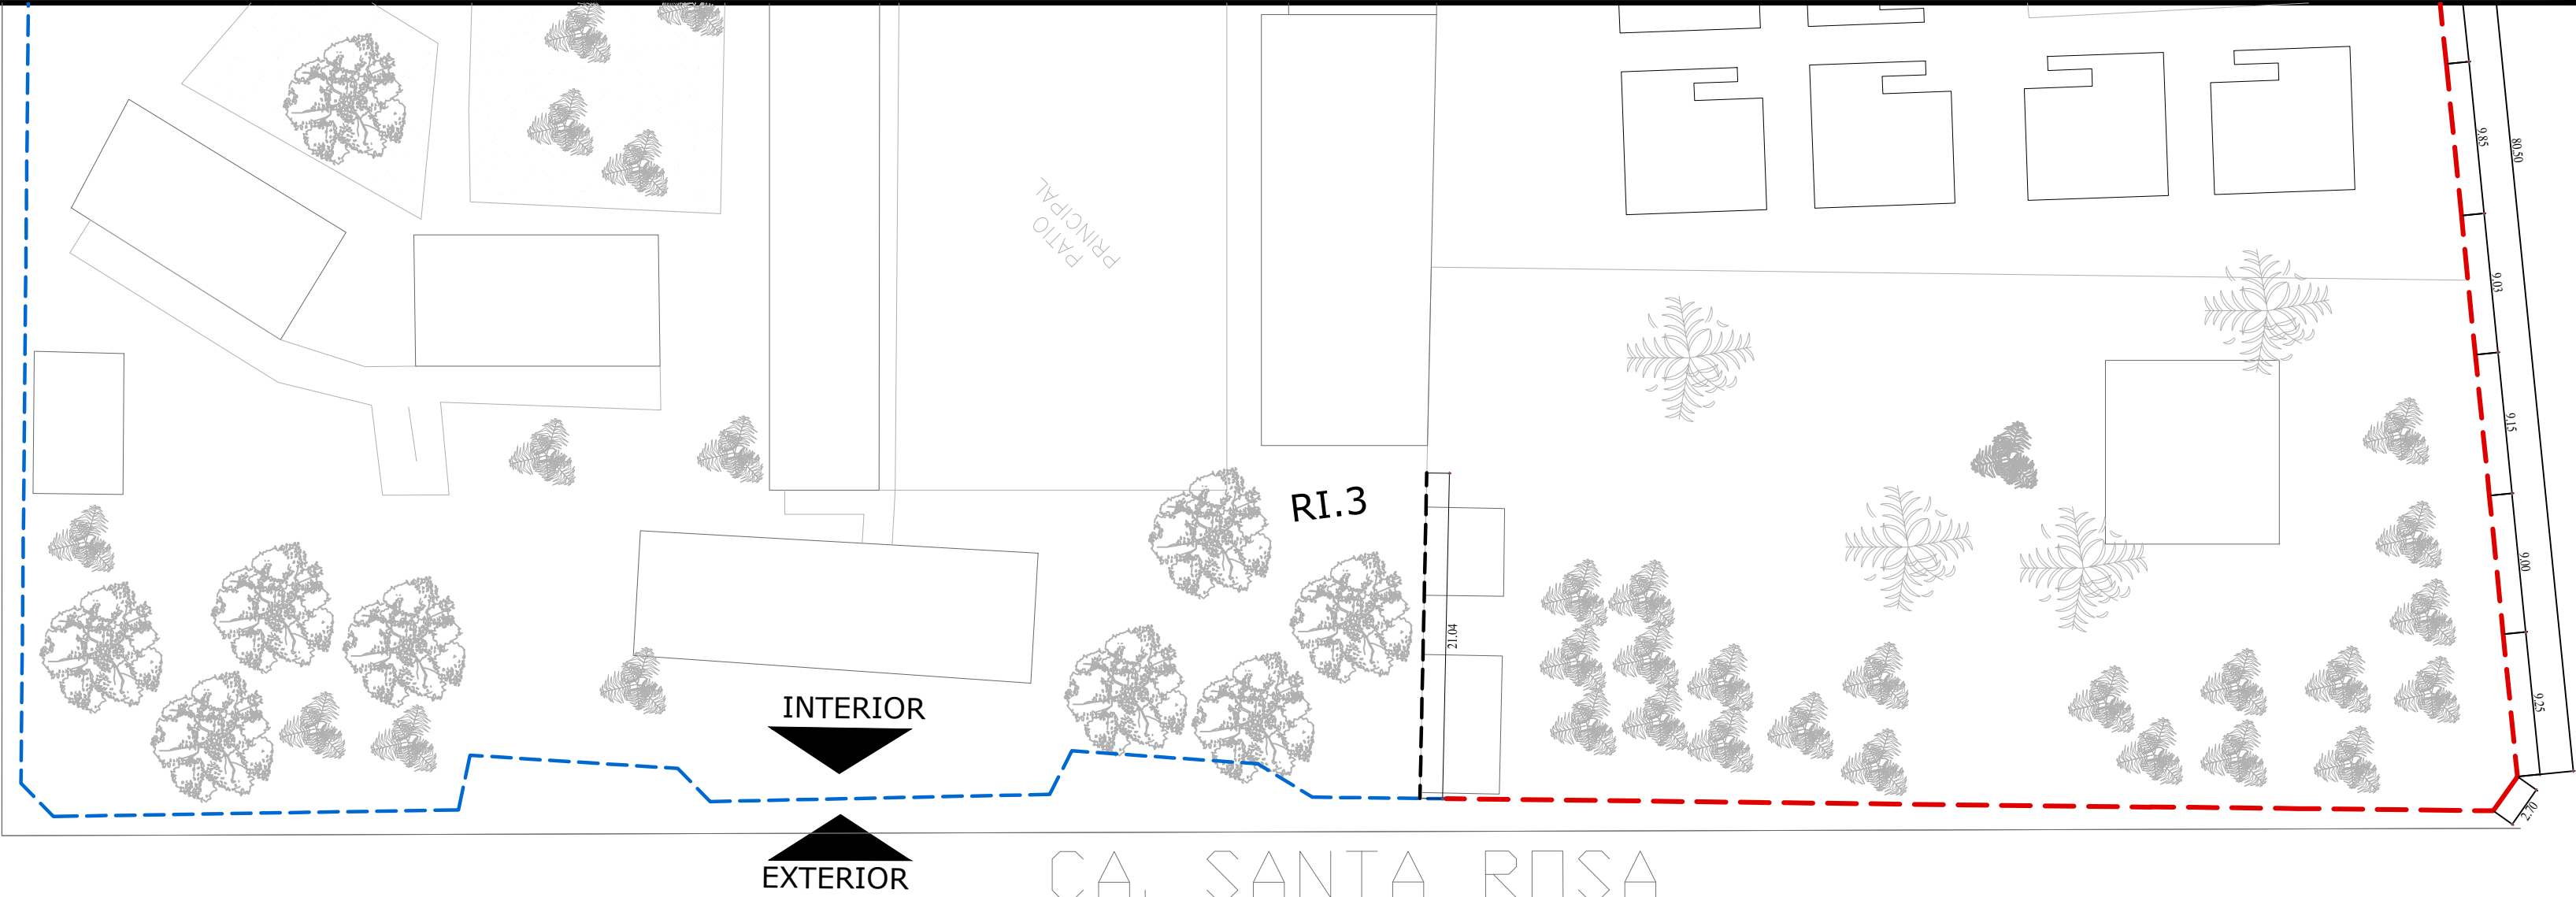 9.85
80.50
PATIO
PRINCIPAL
9.03
9.15
RI.3
9.00
21.04
9.25
INTERIOR
2.70
EXTERIOR
CA. SANTA ROSA